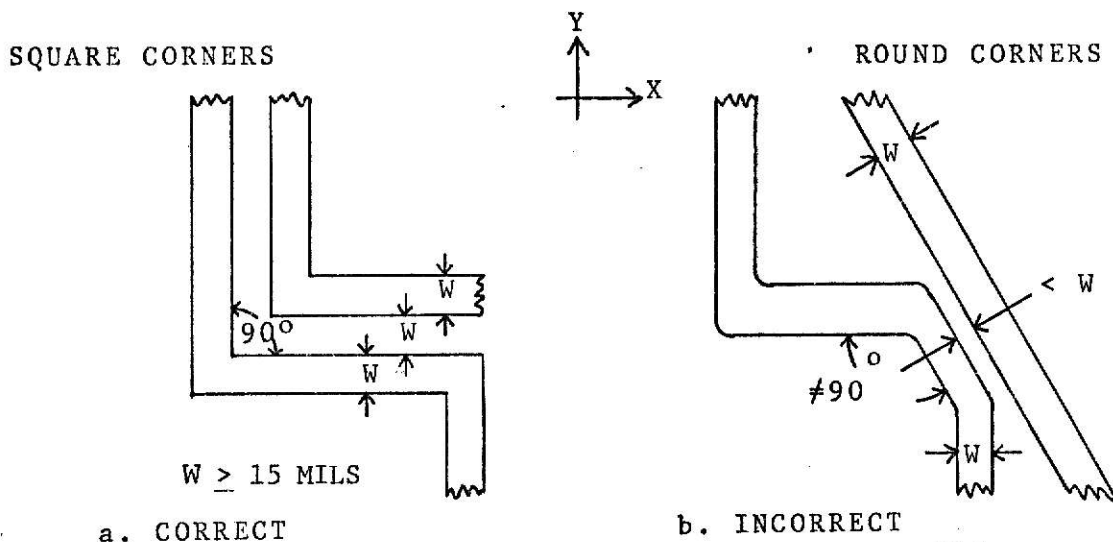 SQUARE CORNERS
Y
X
ROUND CORNERS
W
W
90°
W
W
< W
≠90°
W
W ≥ 15 MILS
a. CORRECT
b. INCORRECT